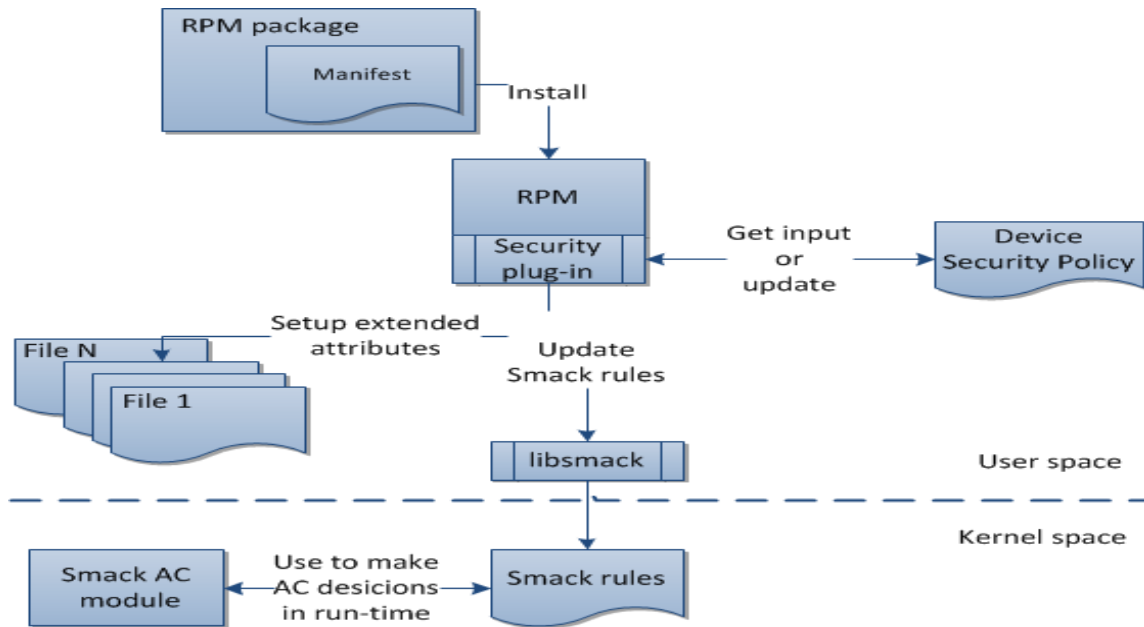 RPM package
Manifest
Install
RPM
Security
plug-in
Get input
or
update
Device
Security Policy
Setup extended
attributes
Update
Smack rules
File N
File 1
libsmack
User space
Kernel space
Smack AC
module
Use to make
AC desicions
in run-time
Smack rules